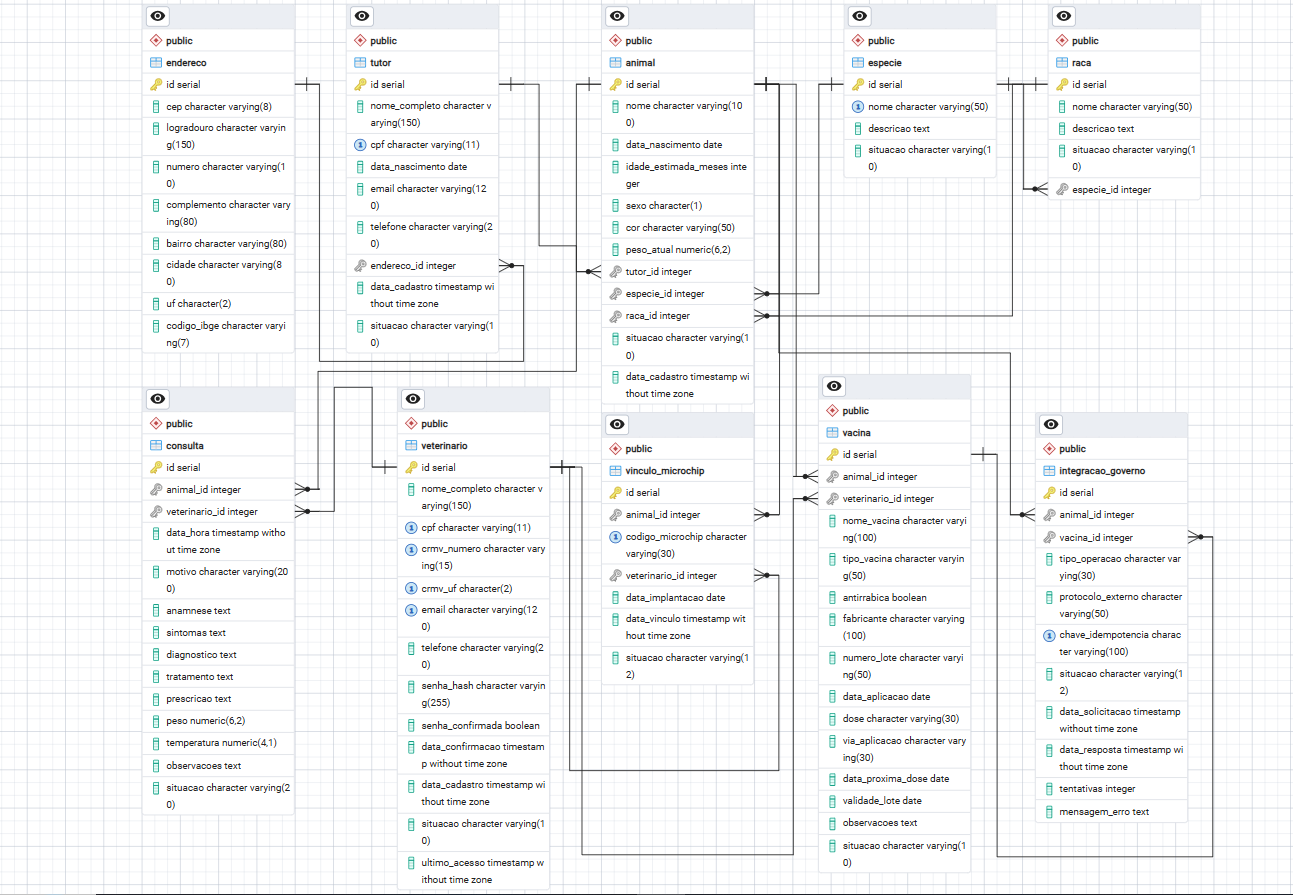 public
endereco
id serial
cep character varying(8)
logradouro character varyin
g(150)
numero character varying(1
0)
complemento character vary
ing(80)
bairro character varying(80)
cidade character varying(8
0)
uf character(2)
codigo_ibge character varyi
ng(7)
public
tutor
id serial
nome_completo character v
arying(150)
cpf character varying(11)
data_nascimento date
email character varying(12
0)
telefone character varying(2
0)
endereco_id integer
data_cadastro timestamp wi
thout time zone
situacao character varying(1
0)
public
animal
id serial
nome character varying(10
0)
data_nascimento date
idade_estimada_meses inte
ger
sexo character(1)
cor character varying(50)
peso_atual numeric(6,2)
tutor_id integer
especie_id integer
raca_id integer
situacao character varying(1
0)
data_cadastro timestamp wi
thout time zone
public
especie
id serial
nome character varying(50)
descricao text
situacao character varying(1
0)
public
raca
id serial
nome character varying(50)
descricao text
situacao character varying(1
0)
especie_id integer
public
consulta
id serial
animal_id integer
veterinario_id integer
data_hora timestamp witho
ut time zone
motivo character varying(20
0)
anamnese text
sintomas text
diagnostico text
tratamento text
prescricao text
peso numeric(6,2)
temperatura numeric(4,1)
observacoes text
situacao character varying(2
0)
public
veterinario
id serial
nome_completo character v
arying(150)
cpf character varying(11)
crmv_numero character vary
ing(15)
crmv_uf character(2)
email character varying(12
0)
telefone character varying(2
0)
senha_hash character varyin
g(255)
senha_confirmada boolean
data_confirmacao timestam
p without time zone
data_cadastro timestamp wi
thout time zone
situacao character varying(1
0)
ultimo_acesso timestamp w
ithout time zone
public
vinculo_microchip
id serial
animal_id integer
codigo_microchip character
varying(30)
veterinario_id integer
data_implantacao date
data_vinculo timestamp wit
hout time zone
situacao character varying(1
2)
public
vacina
id serial
animal_id integer
veterinario_id integer
nome_vacina character varyi
ng(100)
tipo_vacina character varyin
g(50)
antirrabica boolean
fabricante character varying
(100)
numero_lote character varyi
ng(50)
data_aplicacao date
dose character varying(30)
via_aplicacao character vary
ing(30)
data_proxima_dose date
validade_lote date
observacoes text
situacao character varying(1
0)
public
integracao_governo
id serial
animal_id integer
vacina_id integer
tipo_operacao character var
ying(30)
protocolo_externo character
varying(50)
chave_idempotencia charac
ter varying(100)
situacao character varying(1
2)
data_solicitacao timestamp
without time zone
data_resposta timestamp wi
thout time zone
tentativas integer
mensagem_erro text